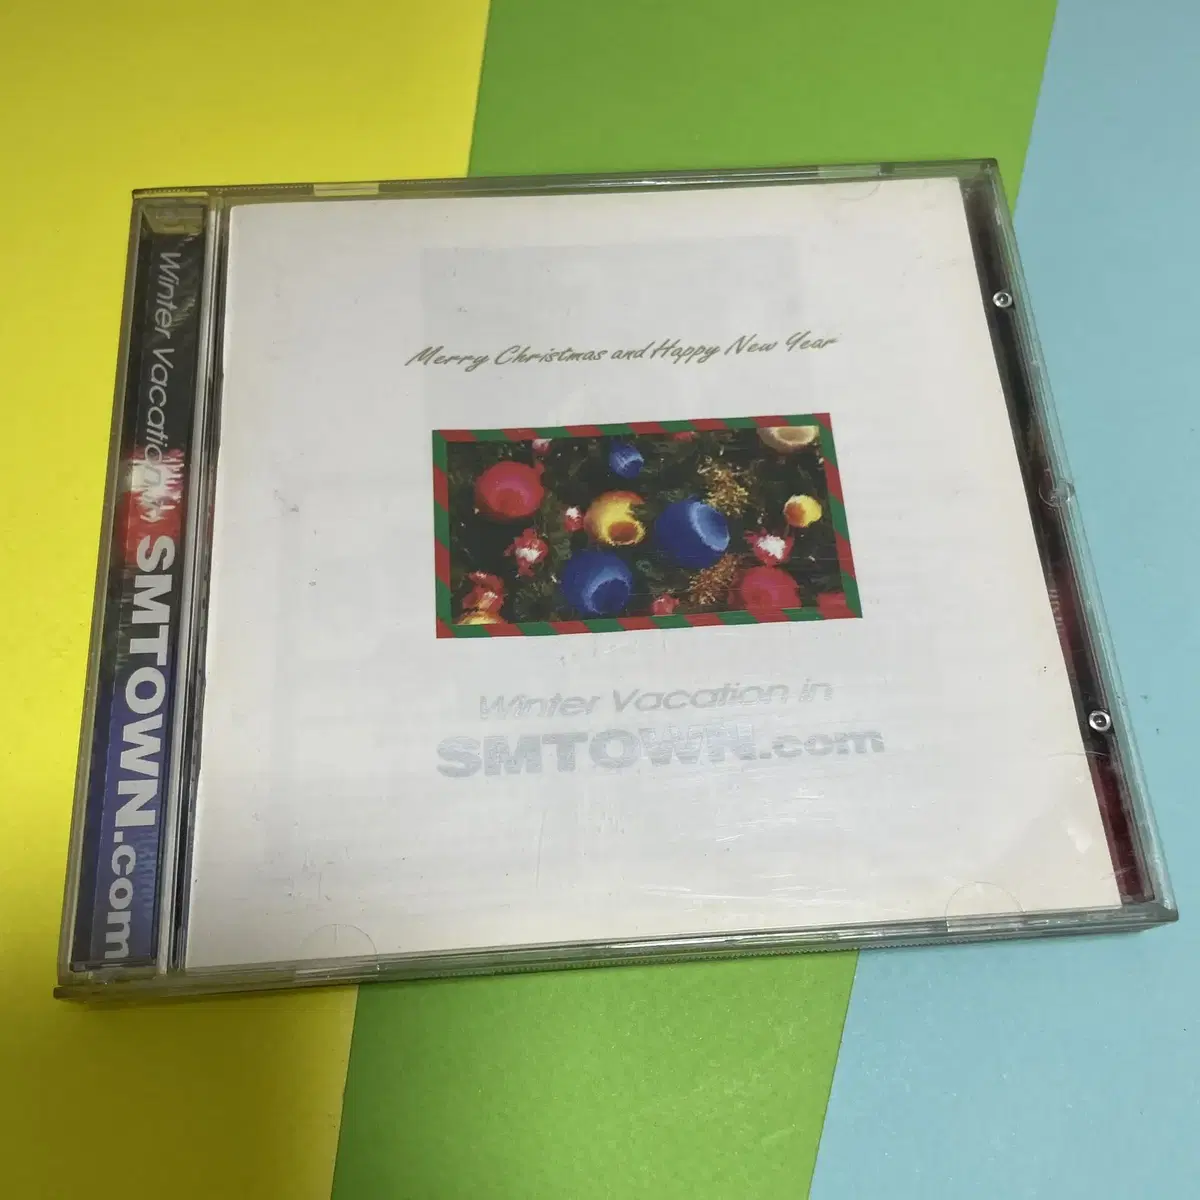 Winter Vacation in SMTOWN.com
Merry Christmas and Happy New Year
Winter Vacation in
SMTOWN.com